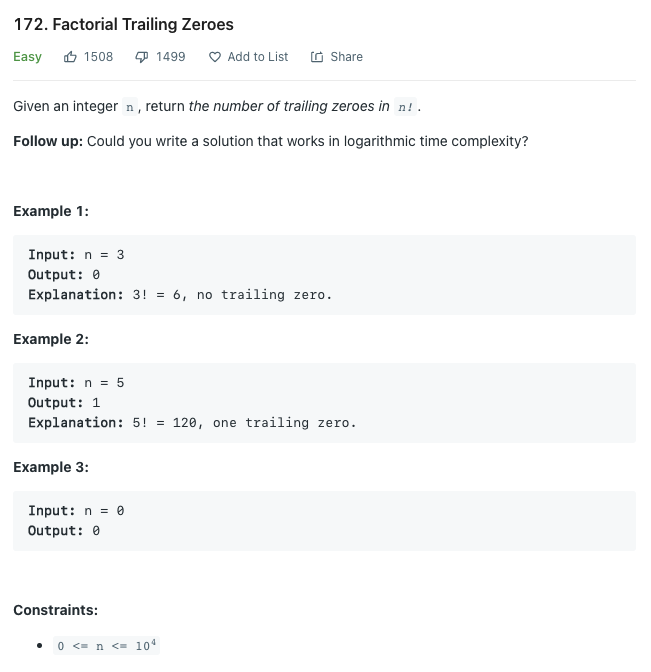 172. Factorial Trailing Zeroes
Easy 1508 1499 Add to List Share
Given an integer n, return the number of trailing zeroes in n!.
Follow up: Could you write a solution that works in logarithmic time complexity?
Example 1:
Input: n = 3
Output: 0
Explanation: 3! = 6, no trailing zero.
Example 2:
Input: n = 5
Output: 1
Explanation: 5! = 120, one trailing zero.
Example 3:
Input: n = 0
Output: 0
Constraints:
• 0 <= n <= 10⁴